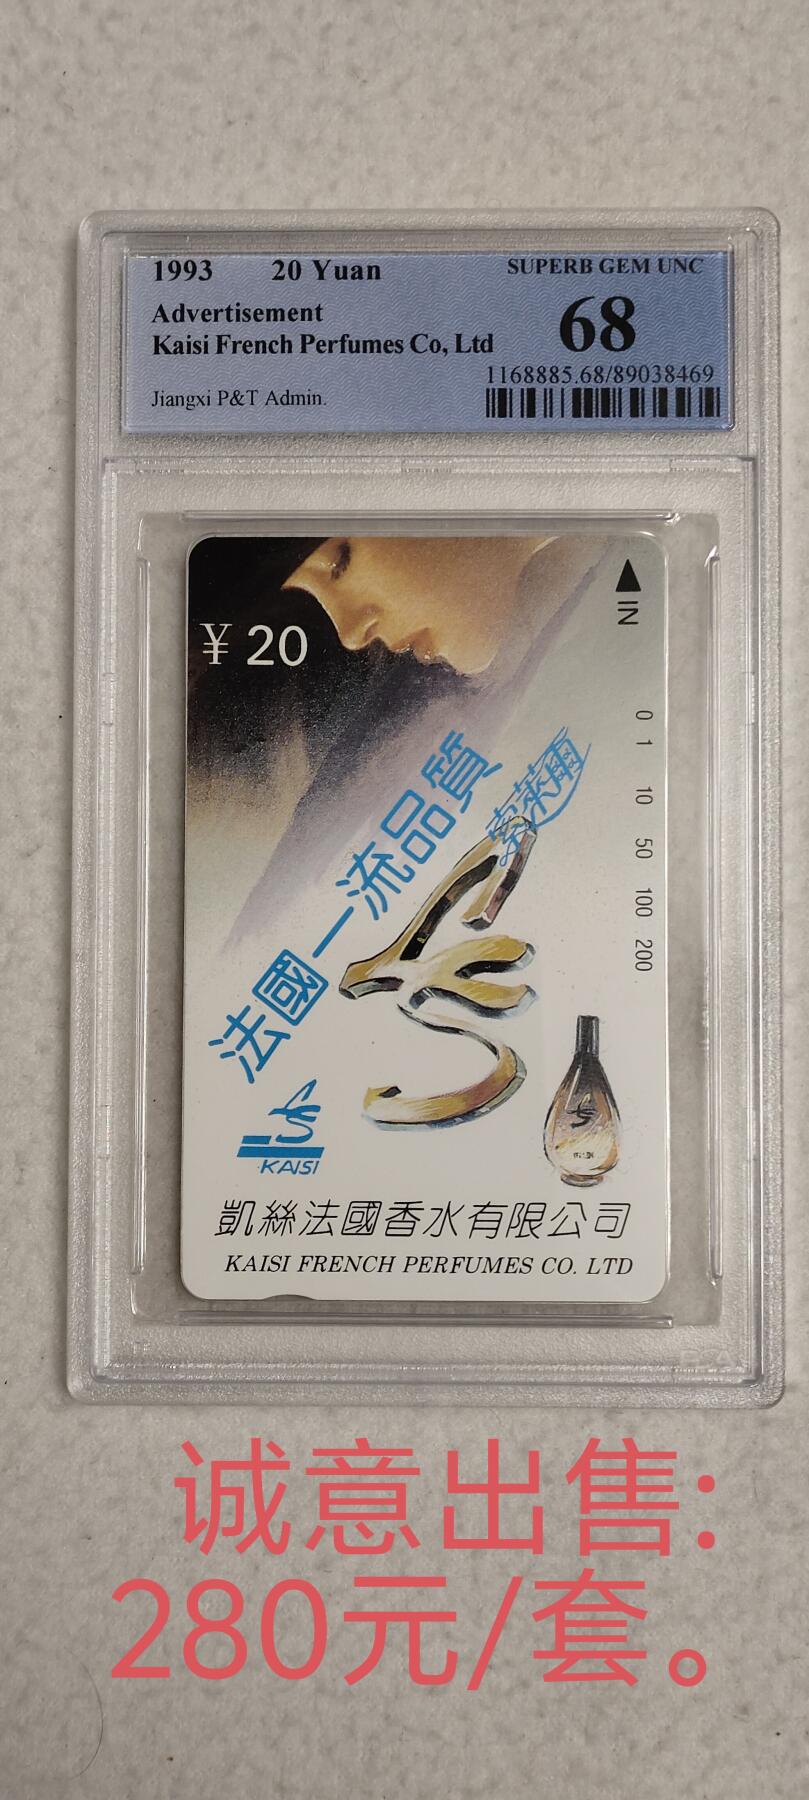 1993 20 Yuan
SUPERB GEM UNC
Advertisement
68
Kaisi French Perfumes Co, Ltd
1168885.68/89038469
Jiangxi P&T Admin.
¥20
IN
0 1 10 50 100 200
法國一流品質
索萊爾
KAISI
凱絲法國香水有限公司
KAISI FRENCH PERFUMES CO. LTD
诚意出售:
280元/套。